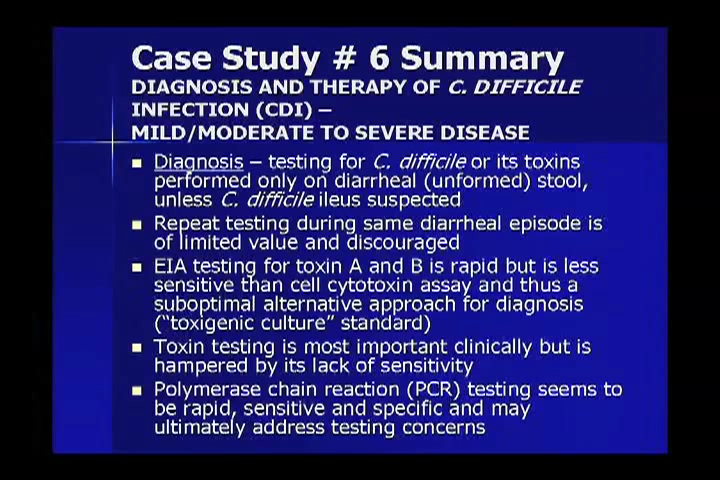 Case Study # 6 Summary
DIAGNOSIS AND THERAPY OF C. DIFFICILE
INFECTION (CDI) –
MILD/MODERATE TO SEVERE DISEASE
Diagnosis – testing for C. difficile or its toxins
performed only on diarrheal (unformed) stool,
unless C. difficile ileus suspected
Repeat testing during same diarrheal episode is
of limited value and discouraged
EIA testing for toxin A and B is rapid but is less
sensitive than cell cytotoxin assay and thus a
suboptimal alternative approach for diagnosis
(“toxigenic culture” standard)
Toxin testing is most important clinically but is
hampered by its lack of sensitivity
Polymerase chain reaction (PCR) testing seems to
be rapid, sensitive and specific and may
ultimately address testing concerns